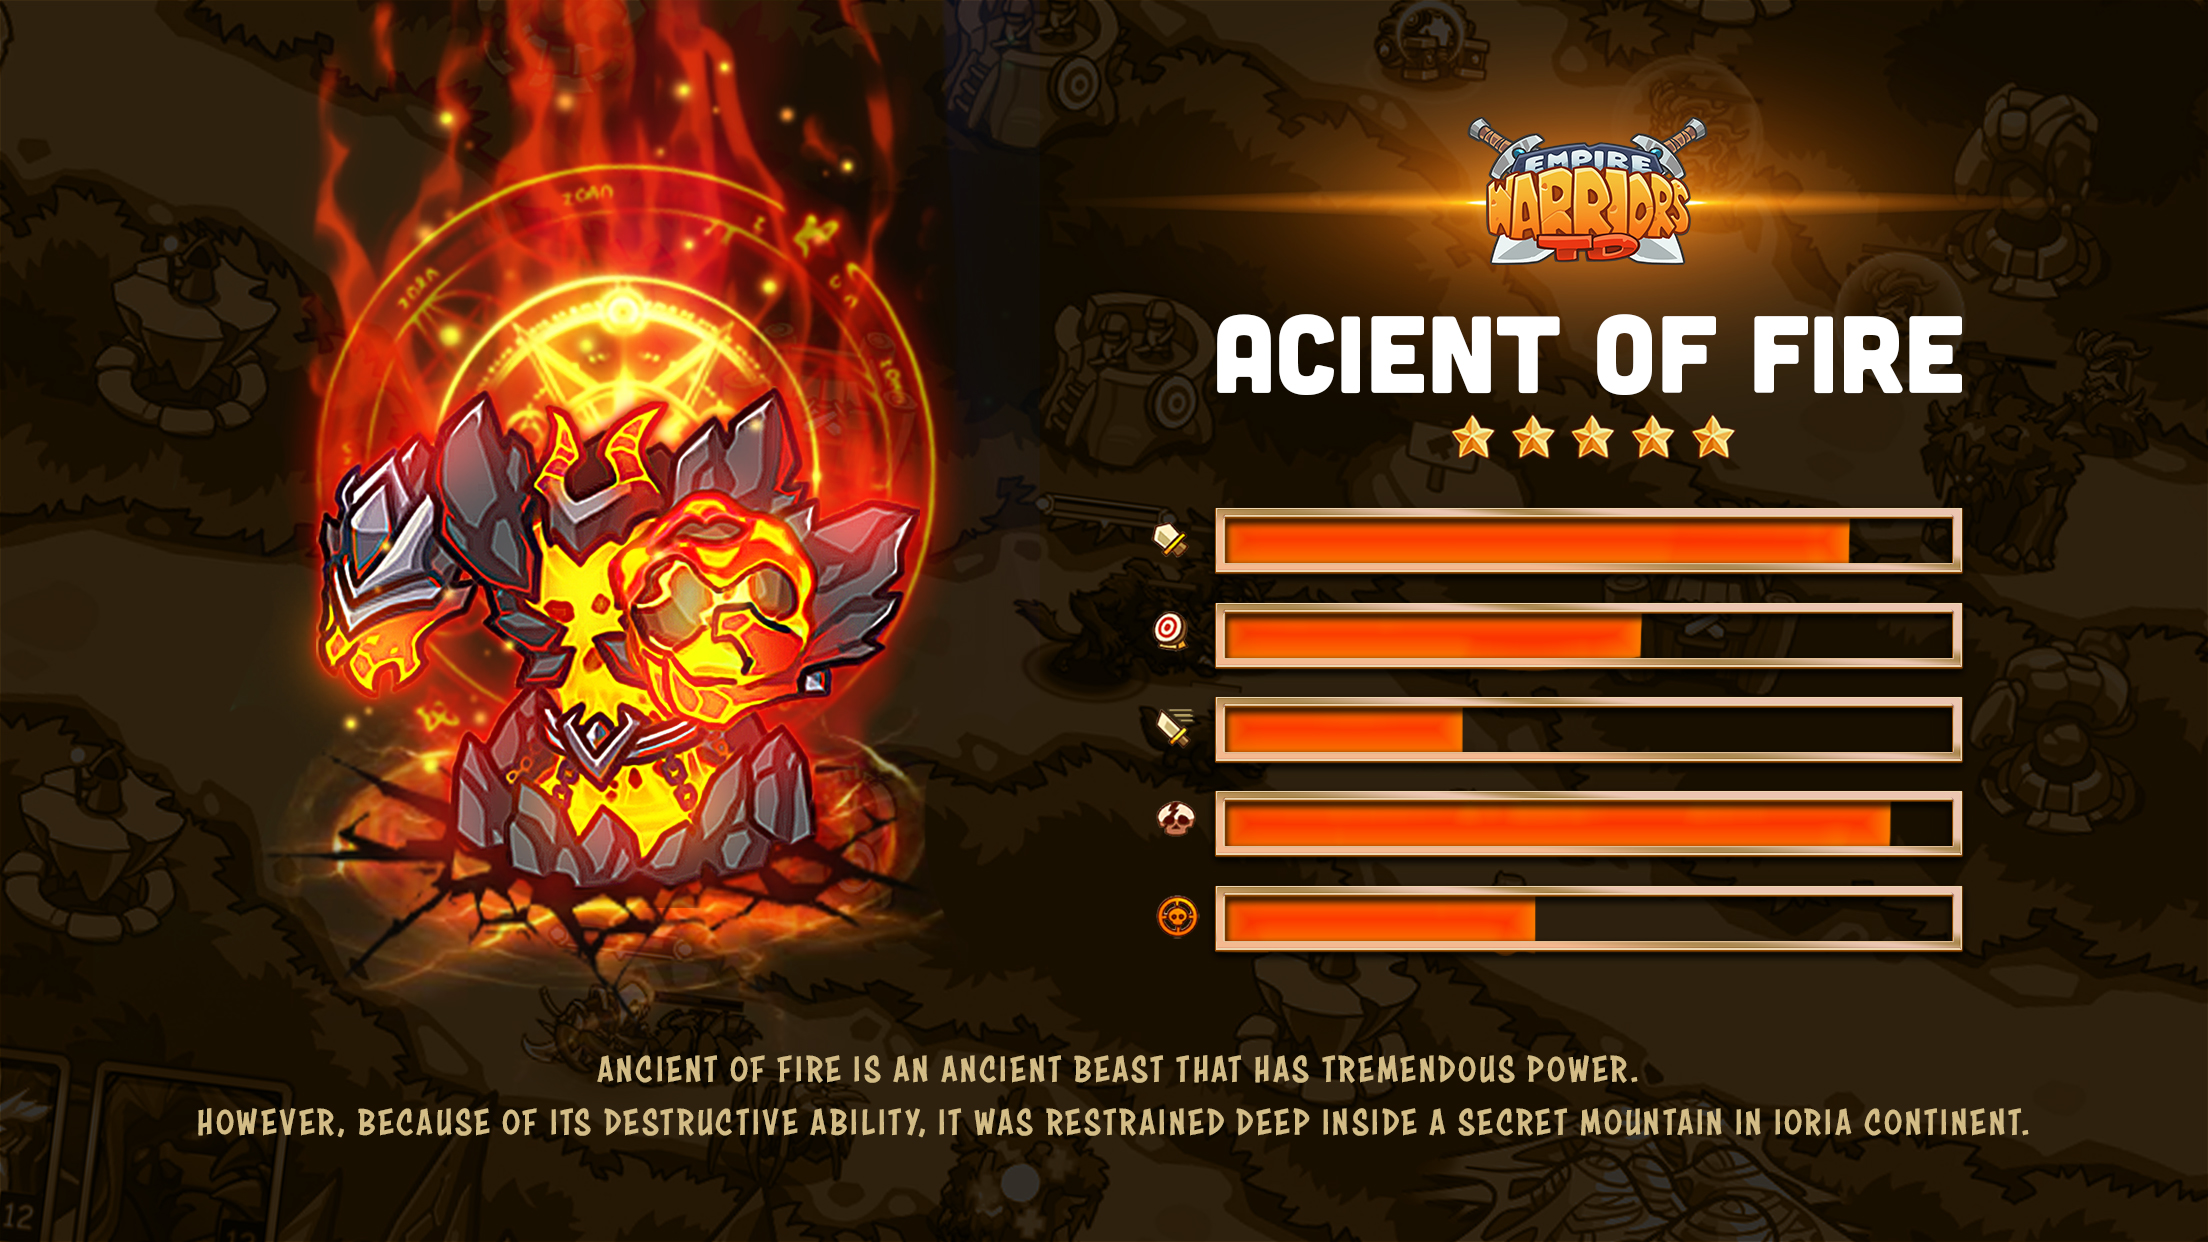 EMPIRE
WARRIORS
TD
ACIENT OF FIRE
ANCIENT OF FIRE IS AN ANCIENT BEAST THAT HAS TREMENDOUS POWER.
HOWEVER, BECAUSE OF ITS DESTRUCTIVE ABILITY, IT WAS RESTRAINED DEEP INSIDE A SECRET MOUNTAIN IN IORIA CONTINENT.
12